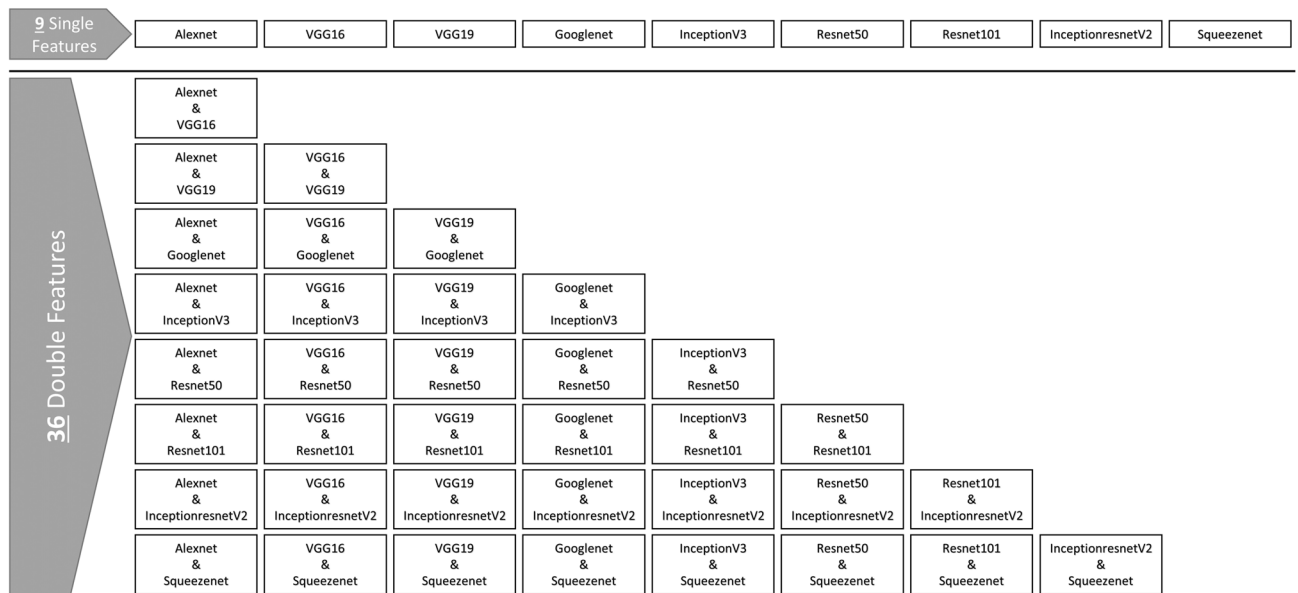 9 Single
Features
Alexnet
VGG16
VGG19
Googlenet
InceptionV3
Resnet50
Resnet101
InceptionresnetV2
Squeezenet
36 Double Features
Alexnet
&
VGG16
Alexnet
&
VGG19
VGG16
&
VGG19
Alexnet
&
Googlenet
VGG16
&
Googlenet
VGG19
&
Googlenet
Alexnet
&
InceptionV3
VGG16
&
InceptionV3
VGG19
&
InceptionV3
Googlenet
&
InceptionV3
Alexnet
&
Resnet50
VGG16
&
Resnet50
VGG19
&
Resnet50
Googlenet
&
Resnet50
InceptionV3
&
Resnet50
Alexnet
&
Resnet101
VGG16
&
Resnet101
VGG19
&
Resnet101
Googlenet
&
Resnet101
InceptionV3
&
Resnet101
Resnet50
&
Resnet101
Alexnet
&
InceptionresnetV2
VGG16
&
InceptionresnetV2
VGG19
&
InceptionresnetV2
Googlenet
&
InceptionresnetV2
InceptionV3
&
InceptionresnetV2
Resnet50
&
InceptionresnetV2
Resnet101
&
InceptionresnetV2
Alexnet
&
Squeezenet
VGG16
&
Squeezenet
VGG19
&
Squeezenet
Googlenet
&
Squeezenet
InceptionV3
&
Squeezenet
Resnet50
&
Squeezenet
Resnet101
&
Squeezenet
InceptionresnetV2
&
Squeezenet